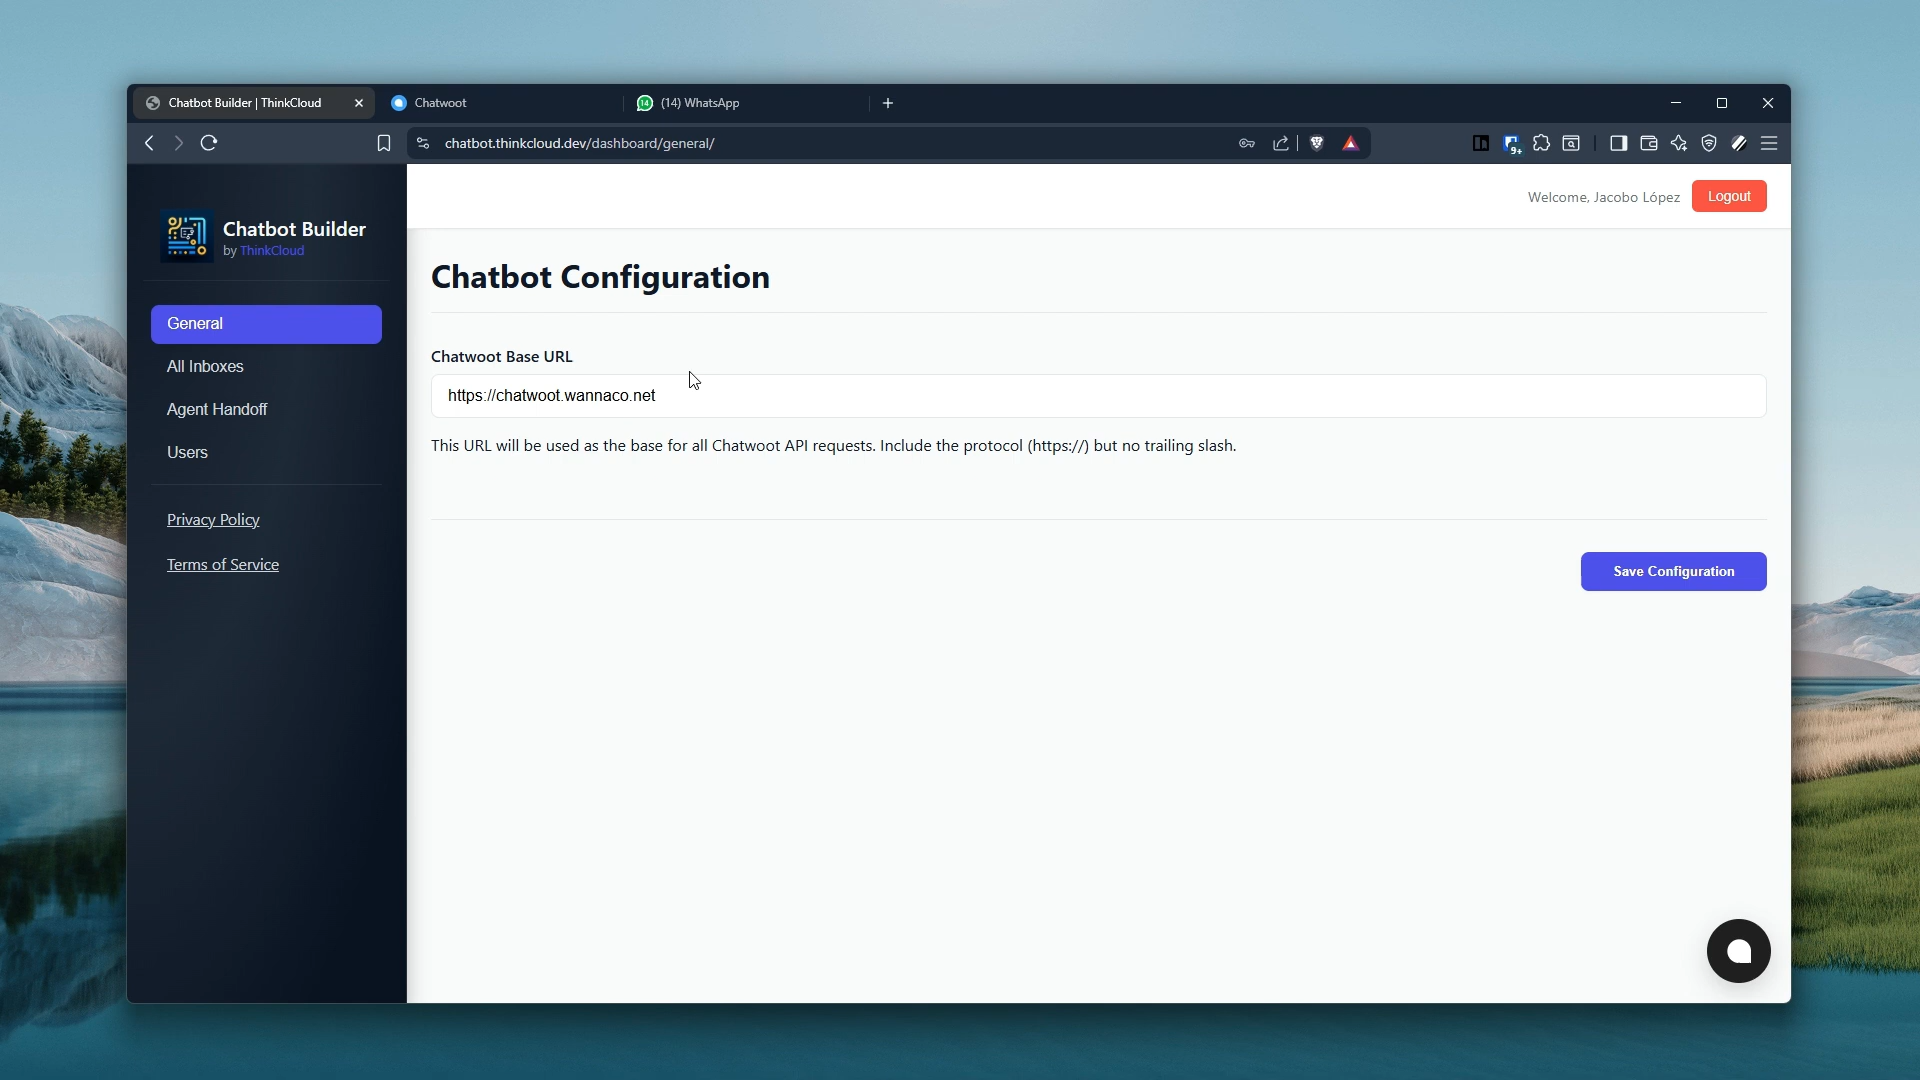 Chatbot Builder | ThinkCloud
Chatwoot
14
(14) WhatsApp
chatbot.thinkcloud.dev/dashboard/general/
9+
Chatbot Builder
by ThinkCloud
General
All Inboxes
Agent Handoff
Users
Privacy Policy
Terms of Service
Welcome, Jacobo López
Logout
Chatbot Configuration
Chatwoot Base URL
https://chatwoot.wannaco.net
This URL will be used as the base for all Chatwoot API requests. Include the protocol (https://) but no trailing slash.
Save Configuration